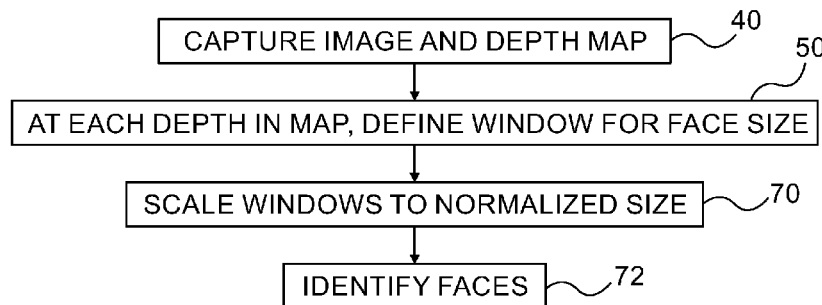 CAPTURE IMAGE AND DEPTH MAP
40
50
AT EACH DEPTH IN MAP, DEFINE WINDOW FOR FACE SIZE
SCALE WINDOWS TO NORMALIZED SIZE
70
IDENTIFY FACES
72